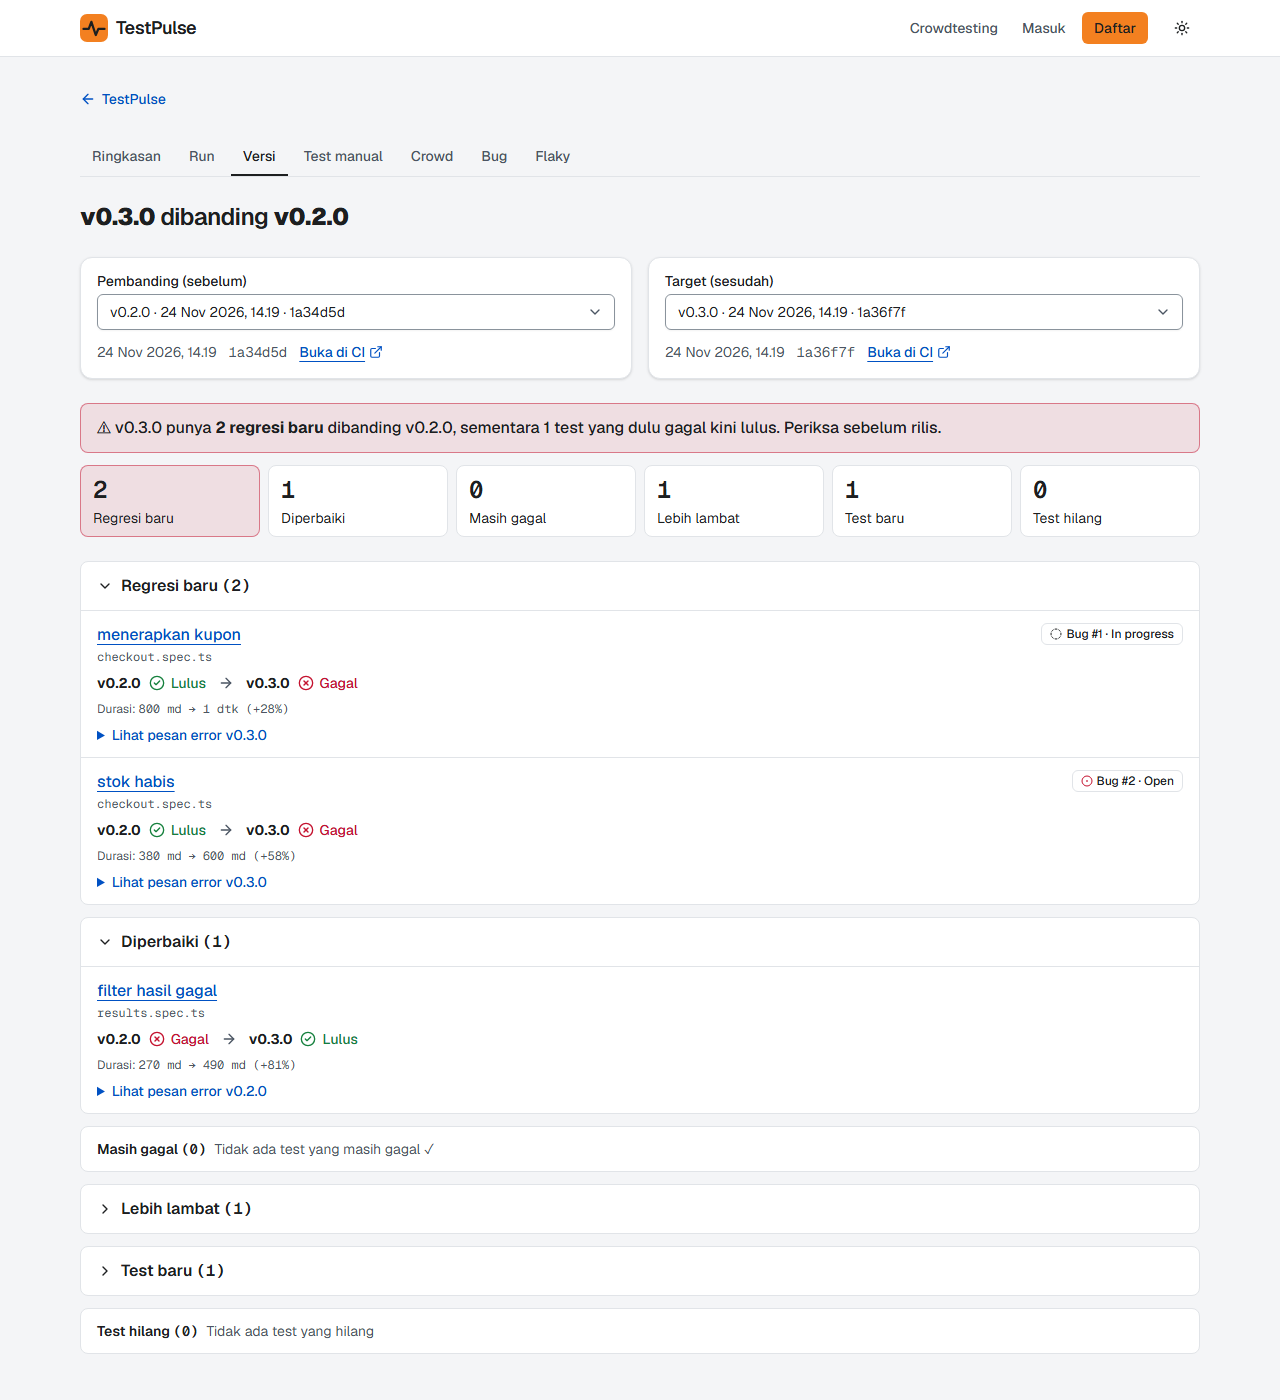 TestPulse
Crowdtesting Masuk Daftar
← TestPulse
Ringkasan Run Versi Test manual Crowd Bug Flaky
v0.3.0 dibanding v0.2.0
Pembanding (sebelum)
v0.2.0 · 24 Nov 2026, 14.19 · 1a34d5d
24 Nov 2026, 14.19 1a34d5d Buka di CI
Target (sesudah)
v0.3.0 · 24 Nov 2026, 14.19 · 1a36f7f
24 Nov 2026, 14.19 1a36f7f Buka di CI
⚠ v0.3.0 punya 2 regresi baru dibanding v0.2.0, sementara 1 test yang dulu gagal kini lulus. Periksa sebelum rilis.
2
Regresi baru
1
Diperbaiki
0
Masih gagal
1
Lebih lambat
1
Test baru
0
Test hilang
Regresi baru (2)
menerapkan kupon
Bug #1 · In progress
checkout.spec.ts
v0.2.0 Lulus → v0.3.0 Gagal
Durasi: 800 md → 1 dtk (+28%)
▶ Lihat pesan error v0.3.0
stok habis
Bug #2 · Open
checkout.spec.ts
v0.2.0 Lulus → v0.3.0 Gagal
Durasi: 380 md → 600 md (+58%)
▶ Lihat pesan error v0.3.0
Diperbaiki (1)
filter hasil gagal
results.spec.ts
v0.2.0 Gagal → v0.3.0 Lulus
Durasi: 270 md → 490 md (+81%)
▶ Lihat pesan error v0.2.0
Masih gagal (0) Tidak ada test yang masih gagal ✓
Lebih lambat (1)
Test baru (1)
Test hilang (0) Tidak ada test yang hilang